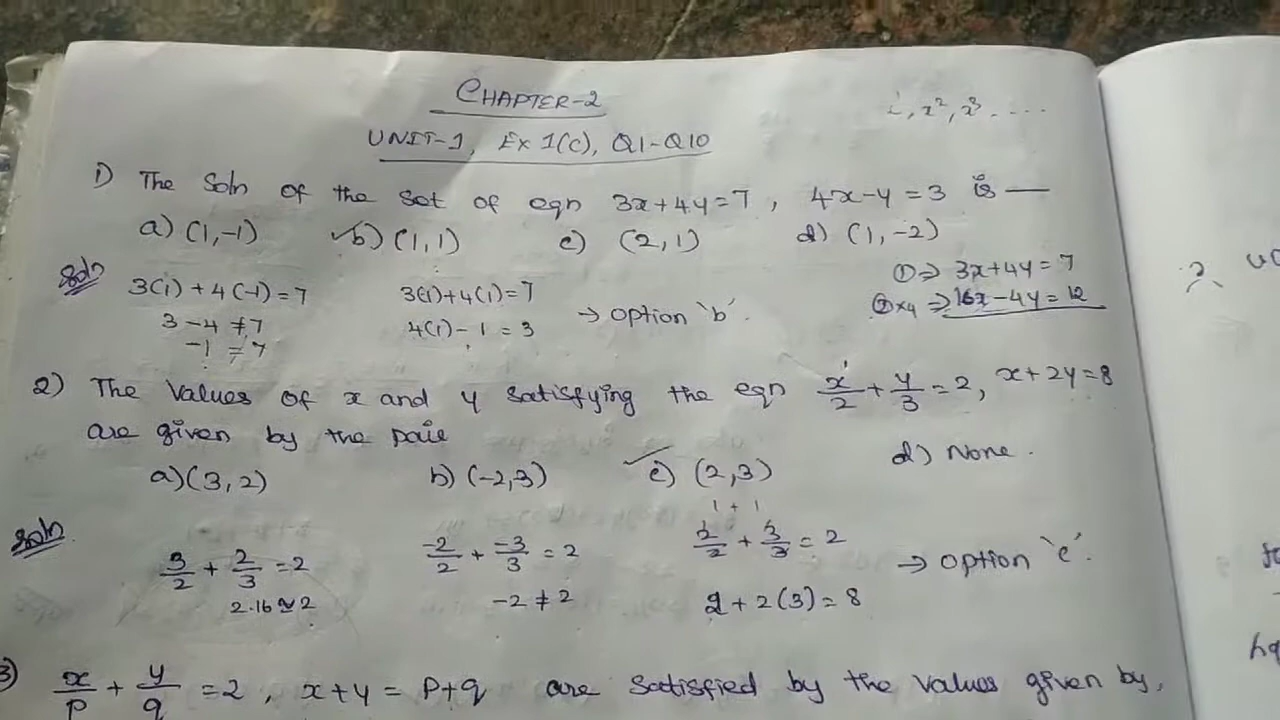 CHAPTER-2
x², x³ ....
UNIT-1, Ex 1(c), Q1-Q10
1) The Soln of the set of eqn 3x+4y=7, 4x-y=3 is —
a) (1,-1) ✓b) (1,1) c) (2,1) d) (1,-2)
Soln 3(1)+4(-1)=7 3(1)+4(1)=7 → option 'b'. ①⇒ 3x+4y=7
3-4≠7 4(1)-1=3 ②×4 ⇒ 16x-4y=12
-1≠7
2) The values of x and y satisfying the eqn x/2 + y/3 = 2, x+2y=8
are given by the pair
a) (3,2) b) (-2,3) ✓c) (2,3) d) None.
Soln 3/2 + 2/3 = 2 -2/2 + -3/3 = 2 1 + 1 2/2 + 3/3 = 2 → option 'c'.
2.16≃2 -2≠2 2+2(3)=8
3) x/p + y/q = 2, x+y = p+q are satisfied by the values given by,